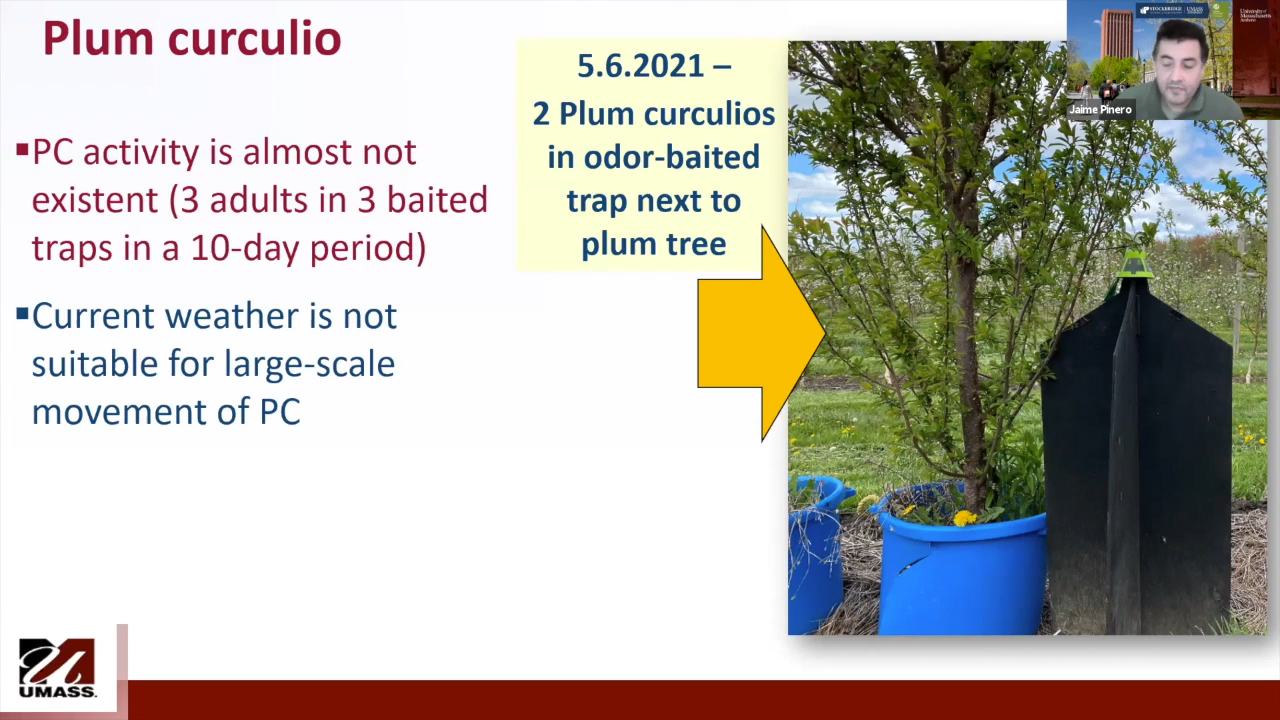 Plum curculio
▪PC activity is almost not
existent (3 adults in 3 baited
traps in a 10-day period)
▪Current weather is not
suitable for large-scale
movement of PC
5.6.2021 –
2 Plum curculios
in odor-baited
trap next to
plum tree
STOCKBRIDGE
UMASS
University of
Massachusetts
Amherst
Jaime Pinero
UMASS.